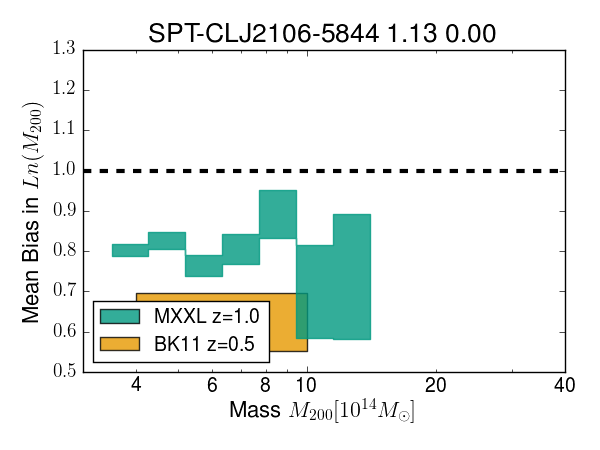 SPT-CLJ2106-5844 1.13 0.00
1.3
1.2
1.1
1.0
0.9
0.8
0.7
0.6
0.5
Mean Bias in Ln(M200)
MXXL z=1.0
BK11 z=0.5
4 6 8 10 20 40
Mass M200[10^14 M⊙]